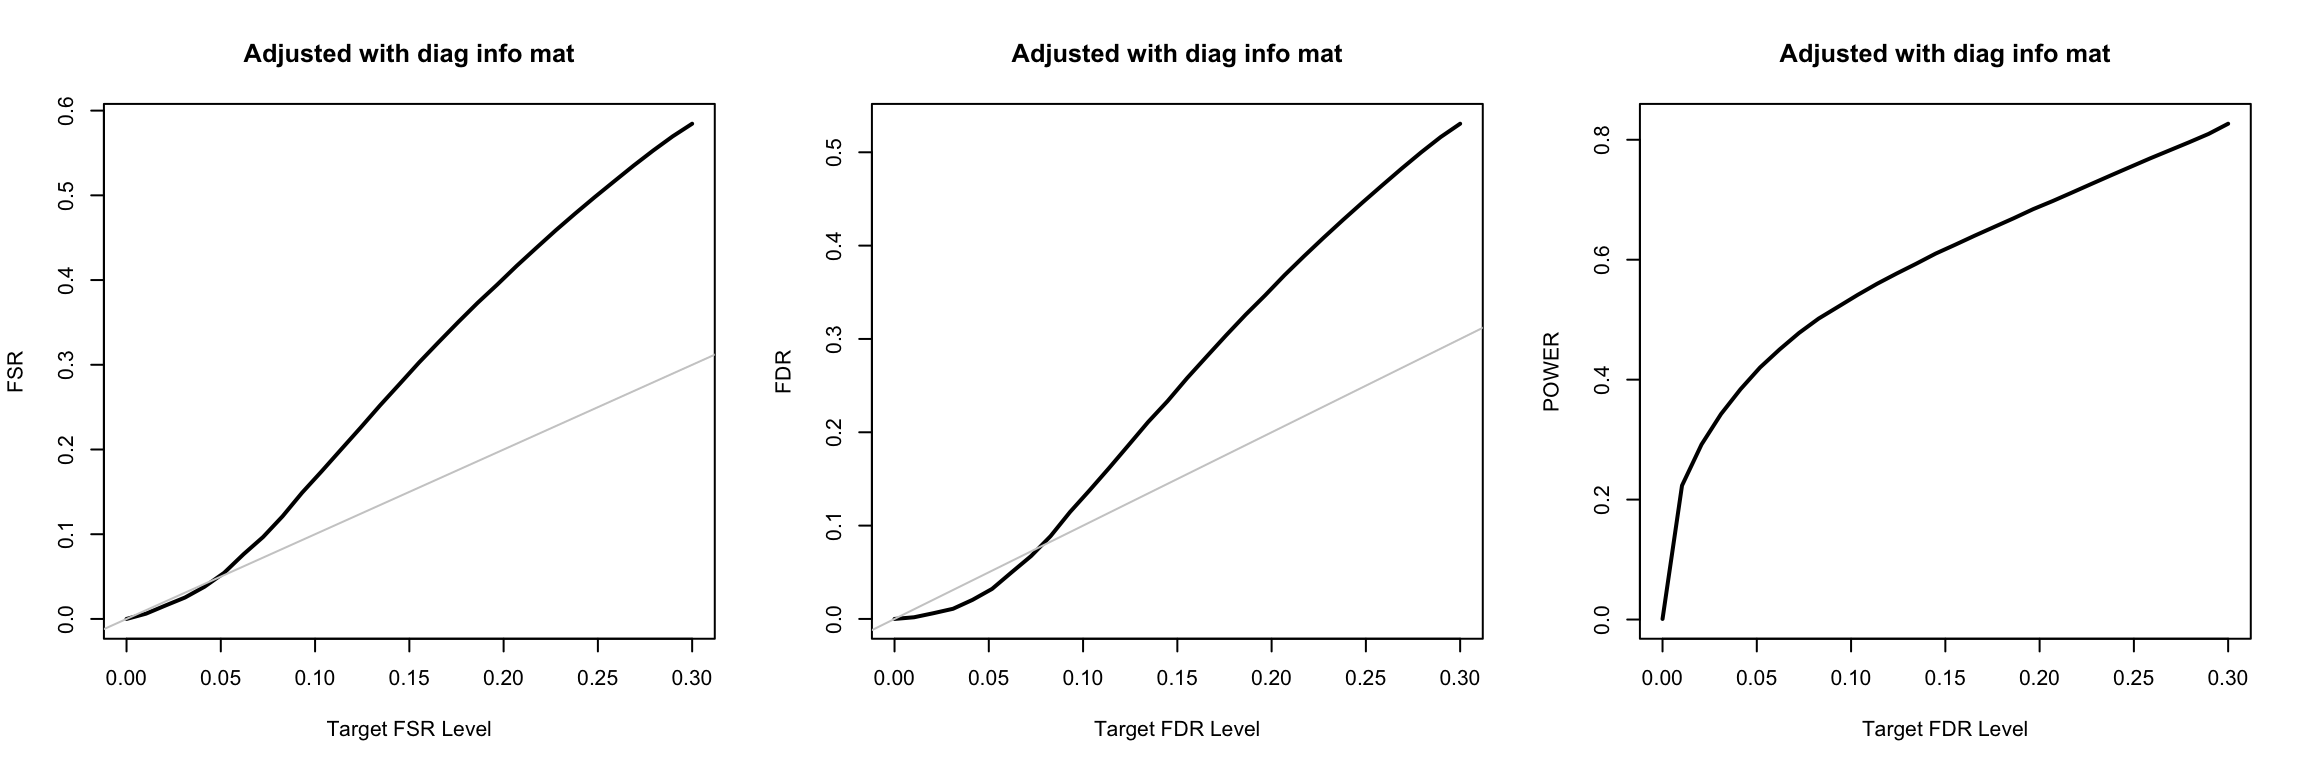 Adjusted with diag info mat
FSR
0.0 0.1 0.2 0.3 0.4 0.5 0.6
0.00 0.05 0.10 0.15 0.20 0.25 0.30
Target FSR Level
Adjusted with diag info mat
FDR
0.0 0.1 0.2 0.3 0.4 0.5
0.00 0.05 0.10 0.15 0.20 0.25 0.30
Target FDR Level
Adjusted with diag info mat
POWER
0.0 0.2 0.4 0.6 0.8
0.00 0.05 0.10 0.15 0.20 0.25 0.30
Target FDR Level